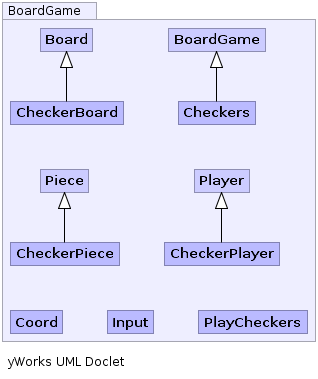 BoardGame
Board
BoardGame
CheckerBoard
Checkers
Piece
Player
CheckerPiece
CheckerPlayer
Coord
Input
PlayCheckers
yWorks UML Doclet